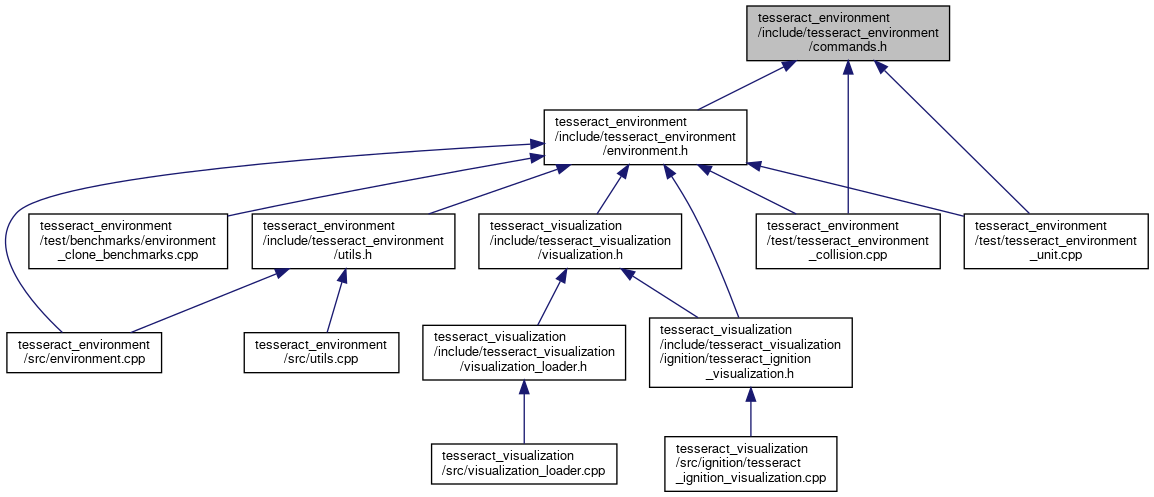 tesseract_environment
/include/tesseract_environment
/commands.h
tesseract_environment
/include/tesseract_environment
/environment.h
tesseract_environment
/test/benchmarks/environment
_clone_benchmarks.cpp
tesseract_environment
/include/tesseract_environment
/utils.h
tesseract_visualization
/include/tesseract_visualization
/visualization.h
tesseract_environment
/test/tesseract_environment
_collision.cpp
tesseract_environment
/test/tesseract_environment
_unit.cpp
tesseract_environment
/src/environment.cpp
tesseract_environment
/src/utils.cpp
tesseract_visualization
/include/tesseract_visualization
/visualization_loader.h
tesseract_visualization
/include/tesseract_visualization
/ignition/tesseract_ignition
_visualization.h
tesseract_visualization
/src/visualization_loader.cpp
tesseract_visualization
/src/ignition/tesseract
_ignition_visualization.cpp